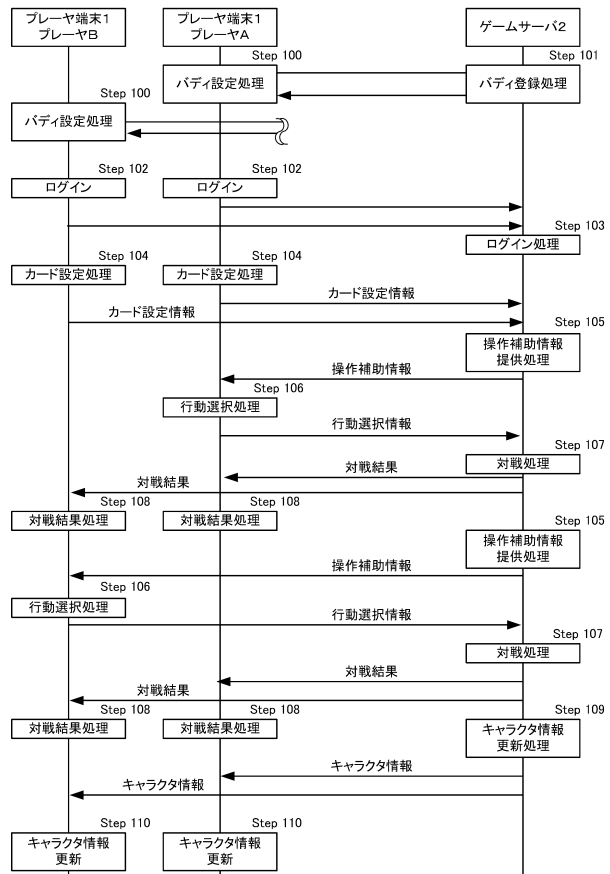 プレーヤ端末1
プレーヤB
プレーヤ端末1
プレーヤA
ゲームサーバ2
Step 100
Step 101
バディ設定処理
バディ登録処理
Step 100
バディ設定処理
Step 102
Step 102
ログイン
ログイン
Step 103
ログイン処理
Step 104
Step 104
カード設定処理
カード設定処理
カード設定情報
カード設定情報
Step 105
操作補助情報
提供処理
操作補助情報
Step 106
行動選択処理
行動選択情報
Step 107
対戦処理
対戦結果
対戦結果
Step 108
Step 108
対戦結果処理
対戦結果処理
Step 105
操作補助情報
提供処理
操作補助情報
Step 106
行動選択処理
行動選択情報
Step 107
対戦処理
対戦結果
対戦結果
Step 108
Step 108
Step 109
対戦結果処理
対戦結果処理
キャラクタ情報
更新処理
キャラクタ情報
キャラクタ情報
Step 110
Step 110
キャラクタ情報
更新
キャラクタ情報
更新